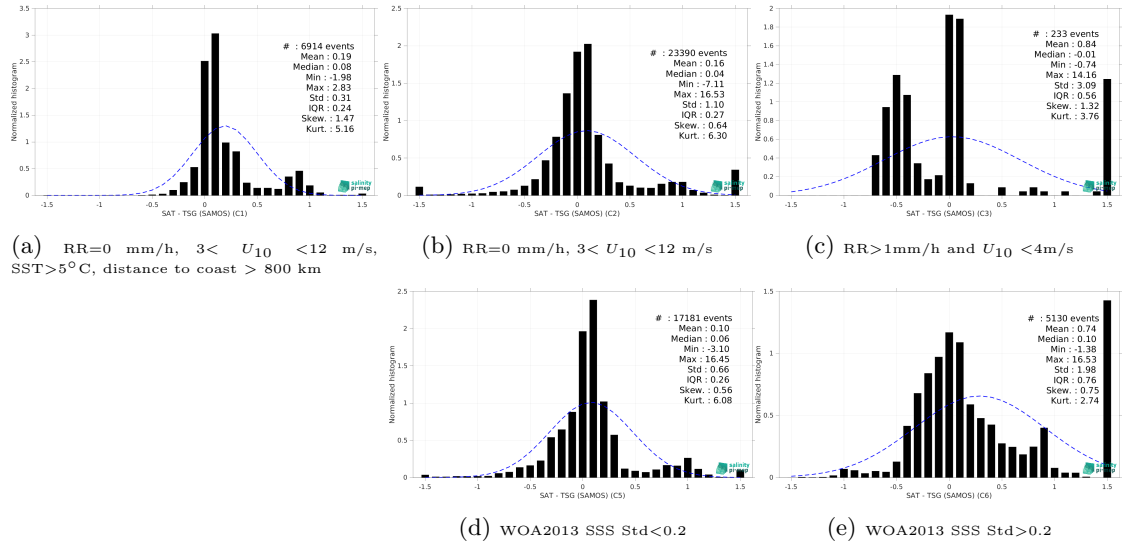 3.5
3
2.5
2
1.5
1
0.5
0
Normalized histogram
# : 6914 events
Mean : 0.19
Median : 0.08
Min : -1.98
Max : 2.83
Std : 0.31
IQR : 0.24
Skew. : 1.47
Kurt. : 5.16
salinity
pi-mep
-1.5 -1 -0.5 0 0.5 1 1.5
SAT - TSG (SAMOS) (C1)
(a) RR=0 mm/h, 3< U10 <12 m/s,
SST>5°C, distance to coast > 800 km
2.5
2
1.5
1
0.5
0
Normalized histogram
# : 23390 events
Mean : 0.16
Median : 0.04
Min : -7.11
Max : 16.53
Std : 1.10
IQR : 0.27
Skew. : 0.64
Kurt. : 6.30
salinity
pi-mep
-1.5 -1 -0.5 0 0.5 1 1.5
SAT - TSG (SAMOS) (C2)
(b) RR=0 mm/h, 3< U10 <12 m/s
2
1.8
1.6
1.4
1.2
1
0.8
0.6
0.4
0.2
0
Normalized histogram
# : 233 events
Mean : 0.84
Median : -0.01
Min : -0.74
Max : 14.16
Std : 3.09
IQR : 0.56
Skew. : 1.32
Kurt. : 3.76
salinity
pi-mep
-1.5 -1 -0.5 0 0.5 1 1.5
SAT - TSG (SAMOS) (C3)
(c) RR>1mm/h and U10 <4m/s
2.5
2
1.5
1
0.5
0
Normalized histogram
# : 17181 events
Mean : 0.10
Median : 0.06
Min : -3.10
Max : 16.45
Std : 0.66
IQR : 0.26
Skew. : 0.56
Kurt. : 6.08
salinity
pi-mep
-1.5 -1 -0.5 0 0.5 1 1.5
SAT - TSG (SAMOS) (C5)
(d) WOA2013 SSS Std<0.2
1.5
1
0.5
0
Normalized histogram
# : 5130 events
Mean : 0.74
Median : 0.10
Min : -1.38
Max : 16.53
Std : 1.98
IQR : 0.76
Skew. : 0.75
Kurt. : 2.74
salinity
pi-mep
-1.5 -1 -0.5 0 0.5 1 1.5
SAT - TSG (SAMOS) (C6)
(e) WOA2013 SSS Std>0.2